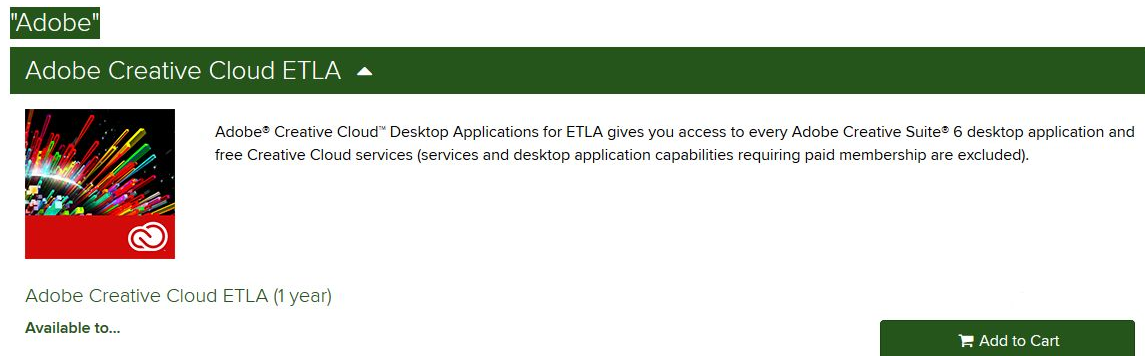 "Adobe"
Adobe Creative Cloud ETLA
Adobe® Creative Cloud™ Desktop Applications for ETLA gives you access to every Adobe Creative Suite® 6 desktop application and
free Creative Cloud services (services and desktop application capabilities requiring paid membership are excluded).
Adobe Creative Cloud ETLA (1 year)
Available to...
Add to Cart